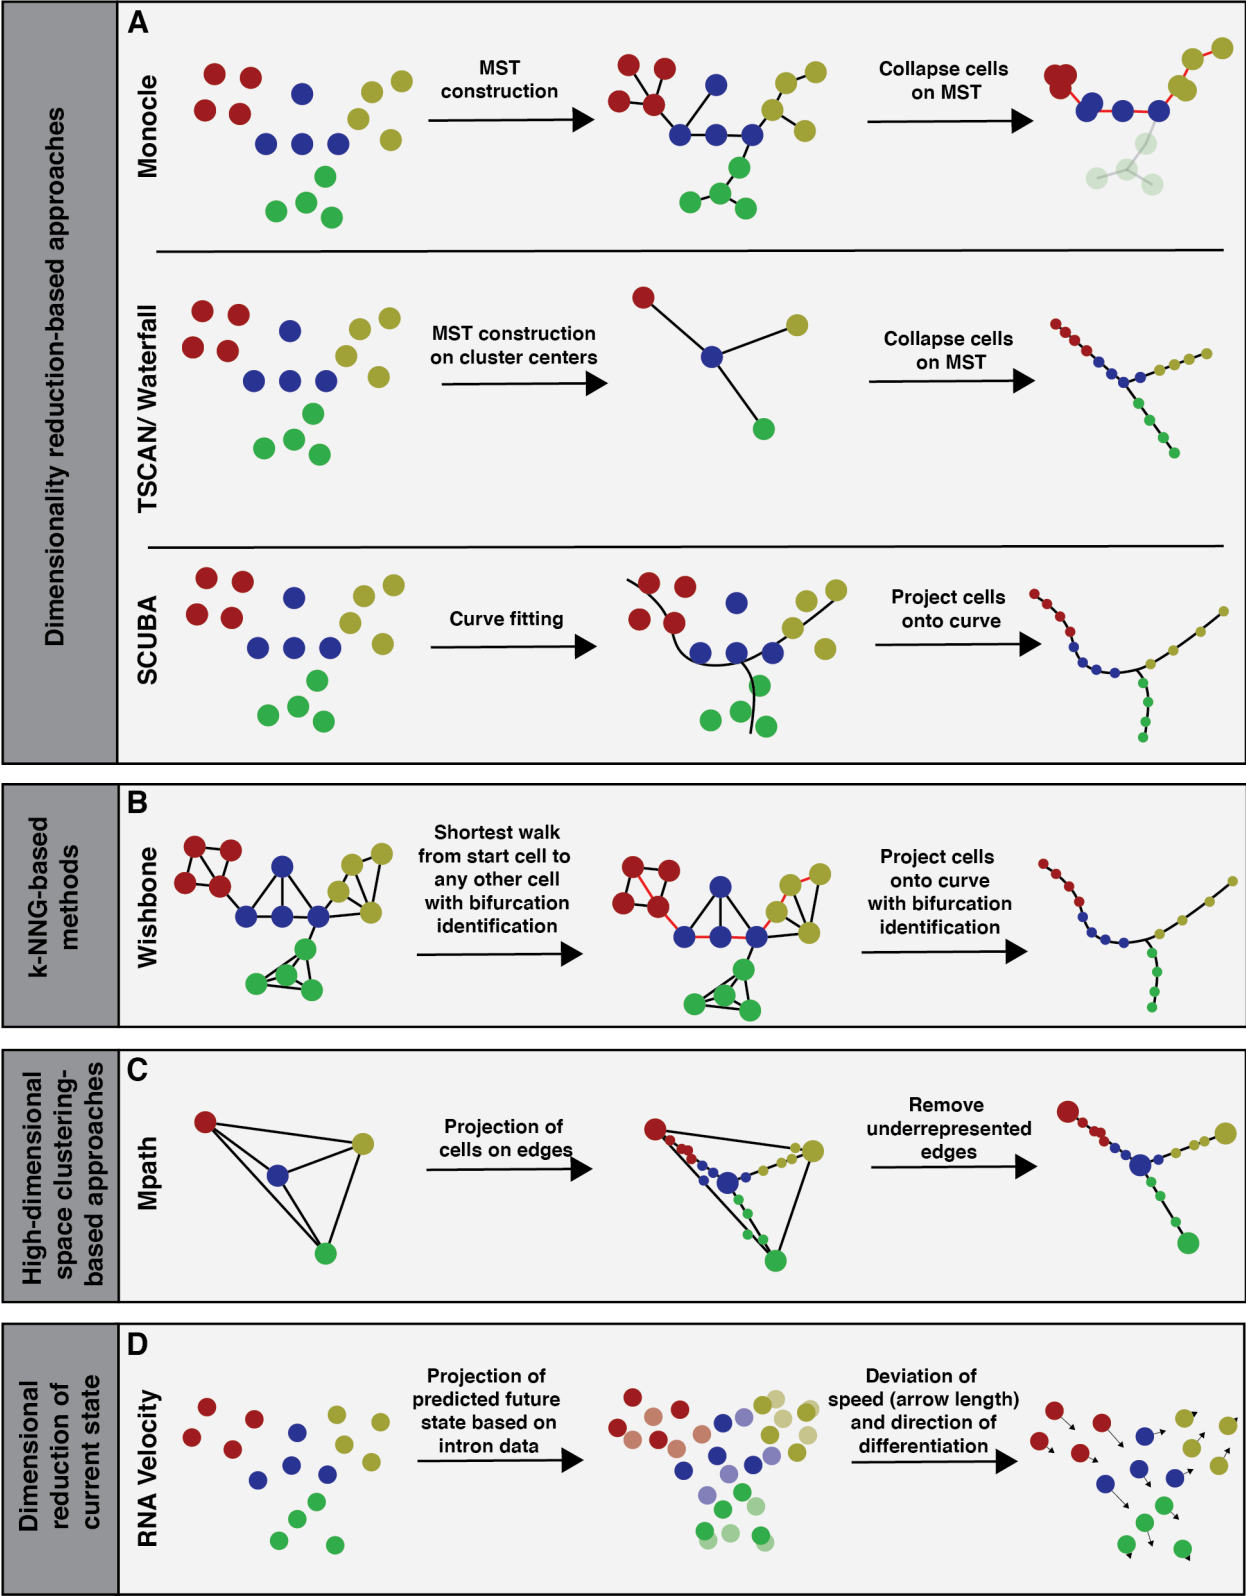 Dimensionality reduction-based approaches
A
Monocle
MST
construction
Collapse cells
on MST
TSCAN/ Waterfall
MST construction
on cluster centers
Collapse cells
on MST
SCUBA
Curve fitting
Project cells
onto curve
k-NNG-based
methods
B
Wishbone
Shortest walk
from start cell to
any other cell
with bifurcation
identification
Project cells
onto curve
with bifurcation
identification
High-dimensional
space clustering-
based approaches
C
Mpath
Projection of
cells on edges
Remove
underrepresented
edges
Dimensional
reduction of
current state
D
RNA Velocity
Projection of
predicted future
state based on
intron data
Deviation of
speed (arrow length)
and direction of
differentiation